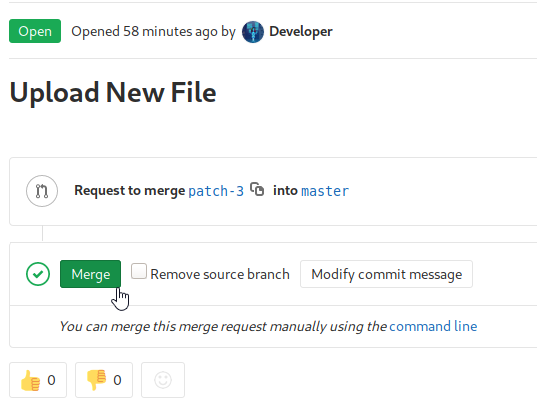 Open Opened 58 minutes ago by Developer
Upload New File
Request to merge patch-3 into master
Merge Remove source branch Modify commit message
You can merge this merge request manually using the command line
0 0